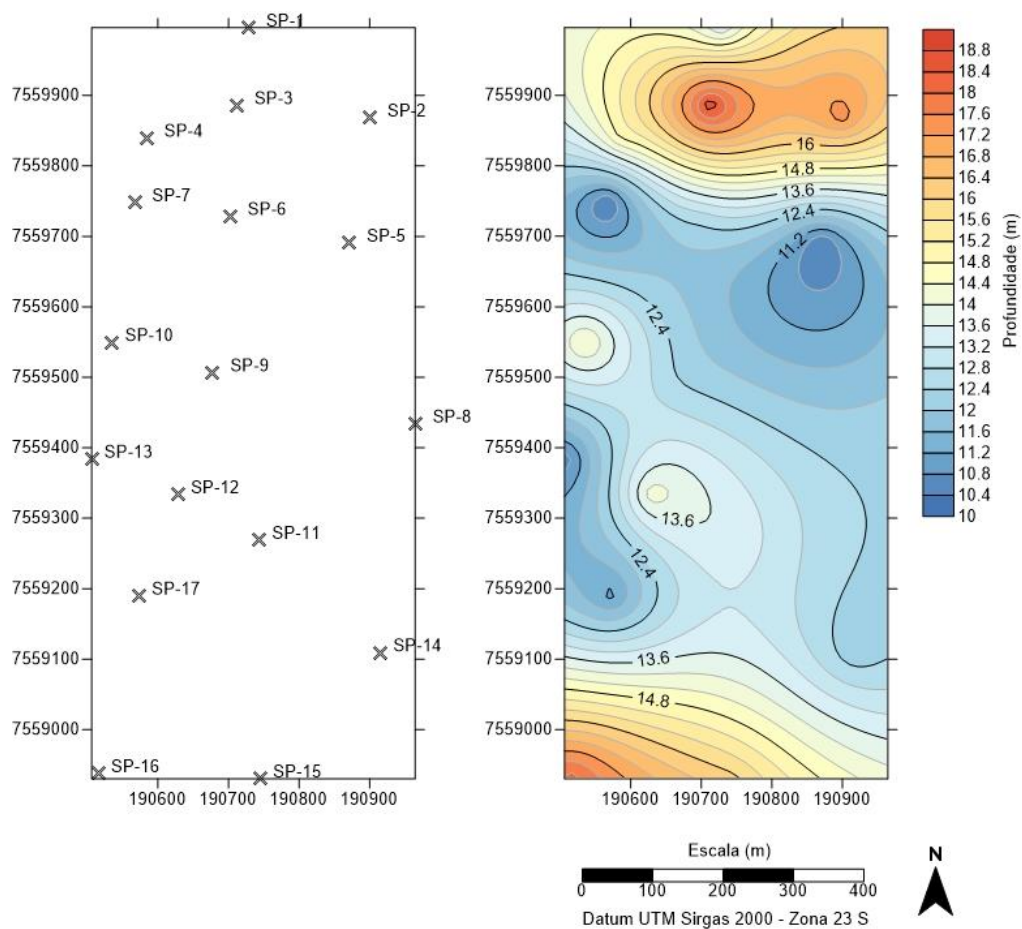 SP-1
SP-3
SP-2
SP-4
SP-7
SP-6
SP-5
SP-10
SP-9
SP-8
SP-13
SP-12
SP-11
SP-17
SP-14
SP-16
SP-15
7559900
7559800
7559700
7559600
7559500
7559400
7559300
7559200
7559100
7559000
190600 190700 190800 190900
7559900
7559800
7559700
7559600
7559500
7559400
7559300
7559200
7559100
7559000
190600 190700 190800 190900
16
14.8
13.6
12.4
11.2
12.4
13.6
12.4
13.6
14.8
18.8
18.4
18
17.6
17.2
16.8
16.4
16
15.6
15.2
14.8
14.4
14
13.6
13.2
12.8
12.4
12
11.6
11.2
10.8
10.4
10
Profundidade (m)
Escala (m)
0 100 200 300 400
Datum UTM Sirgas 2000 - Zona 23 S
N